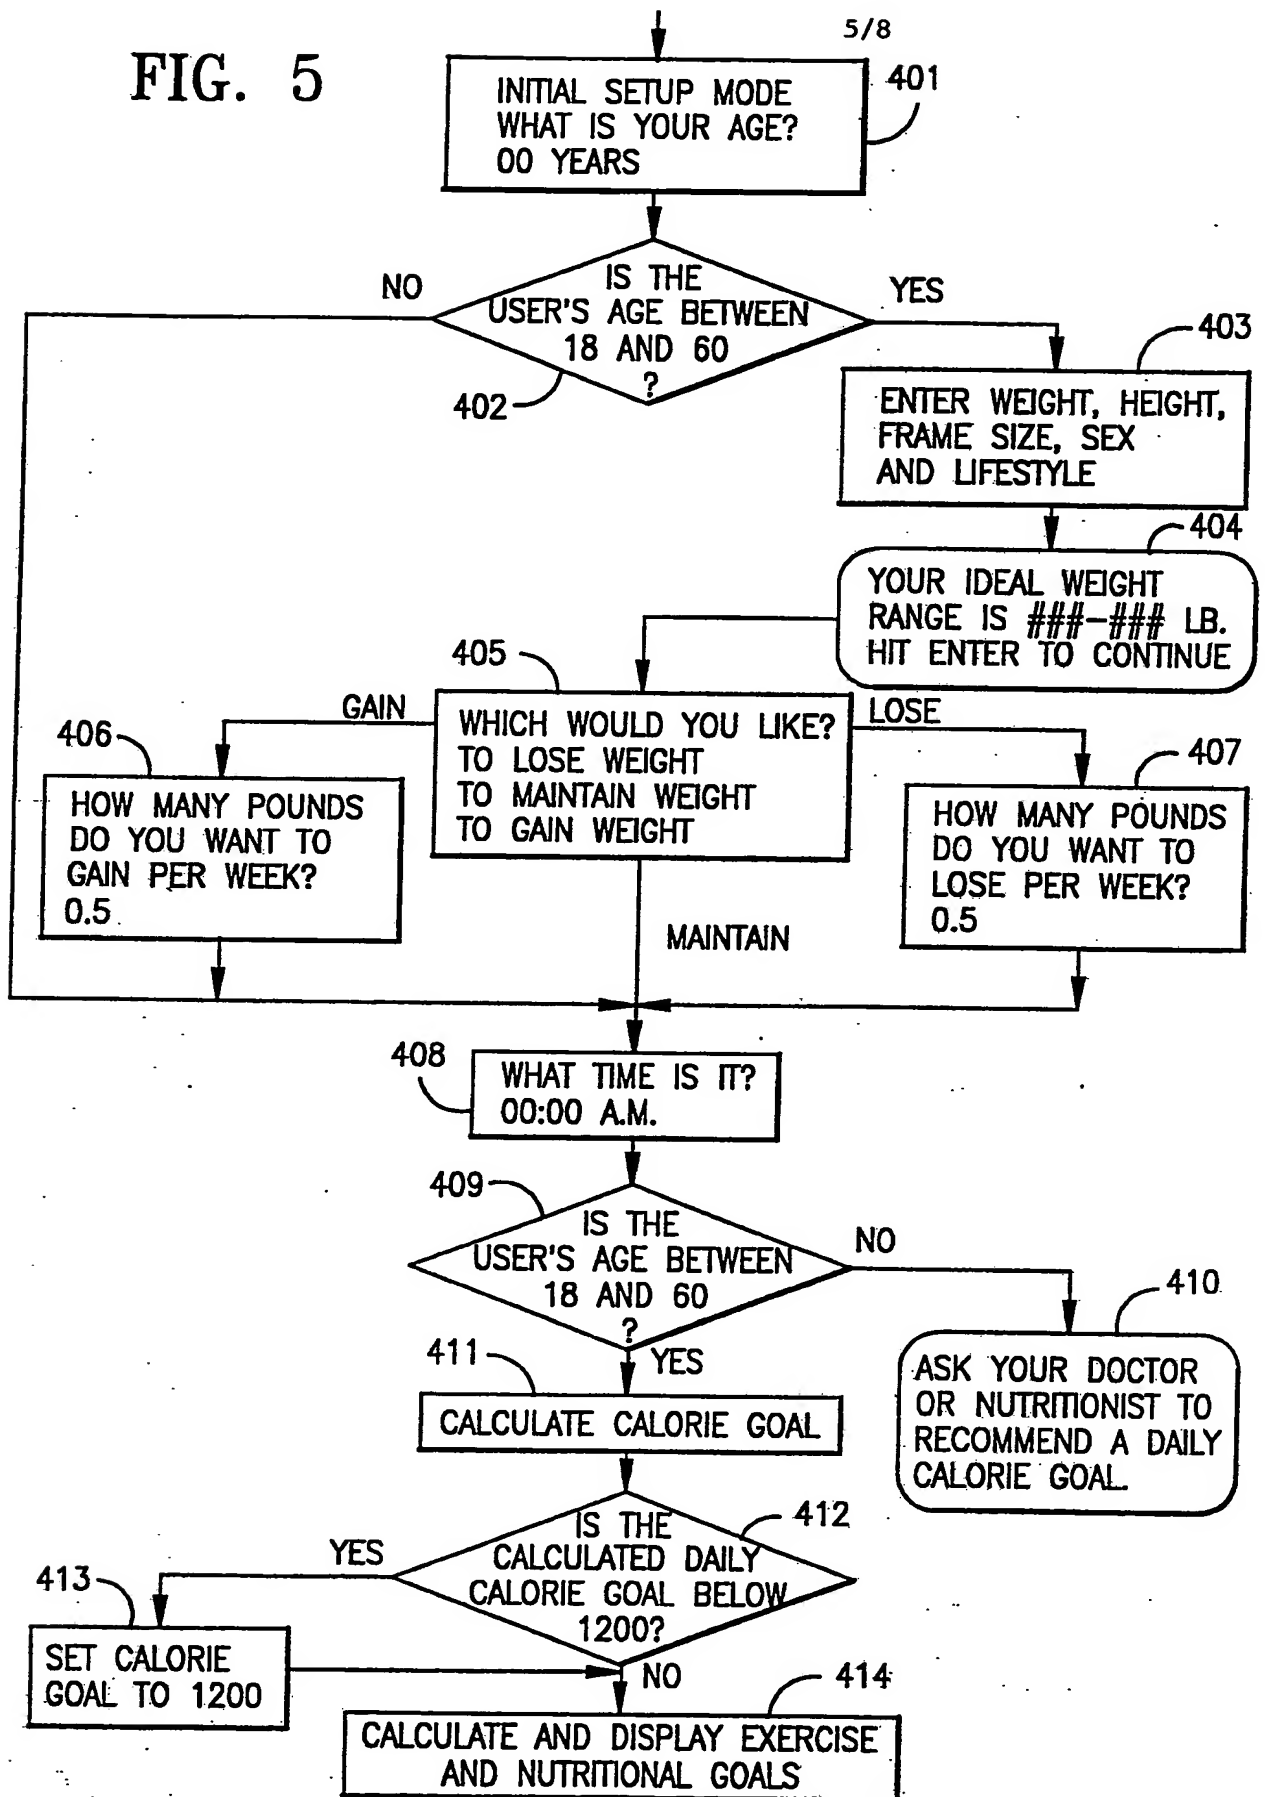 5/8
FIG. 5
401
INITIAL SETUP MODE
WHAT IS YOUR AGE?
00 YEARS
NO
YES
IS THE
USER'S AGE BETWEEN
18 AND 60
?
402
403
ENTER WEIGHT, HEIGHT,
FRAME SIZE, SEX
AND LIFESTYLE
404
YOUR IDEAL WEIGHT
RANGE IS ###-### LB.
HIT ENTER TO CONTINUE
405
GAIN
LOSE
WHICH WOULD YOU LIKE?
TO LOSE WEIGHT
TO MAINTAIN WEIGHT
TO GAIN WEIGHT
406
HOW MANY POUNDS
DO YOU WANT TO
GAIN PER WEEK?
0.5
407
HOW MANY POUNDS
DO YOU WANT TO
LOSE PER WEEK?
0.5
MAINTAIN
408
WHAT TIME IS IT?
00:00 A.M.
409
IS THE
USER'S AGE BETWEEN
18 AND 60
?
NO
410
ASK YOUR DOCTOR
OR NUTRITIONIST TO
RECOMMEND A DAILY
CALORIE GOAL.
YES
411
CALCULATE CALORIE GOAL
412
IS THE
CALCULATED DAILY
CALORIE GOAL BELOW
1200?
YES
413
SET CALORIE
GOAL TO 1200
NO
414
CALCULATE AND DISPLAY EXERCISE
AND NUTRITIONAL GOALS